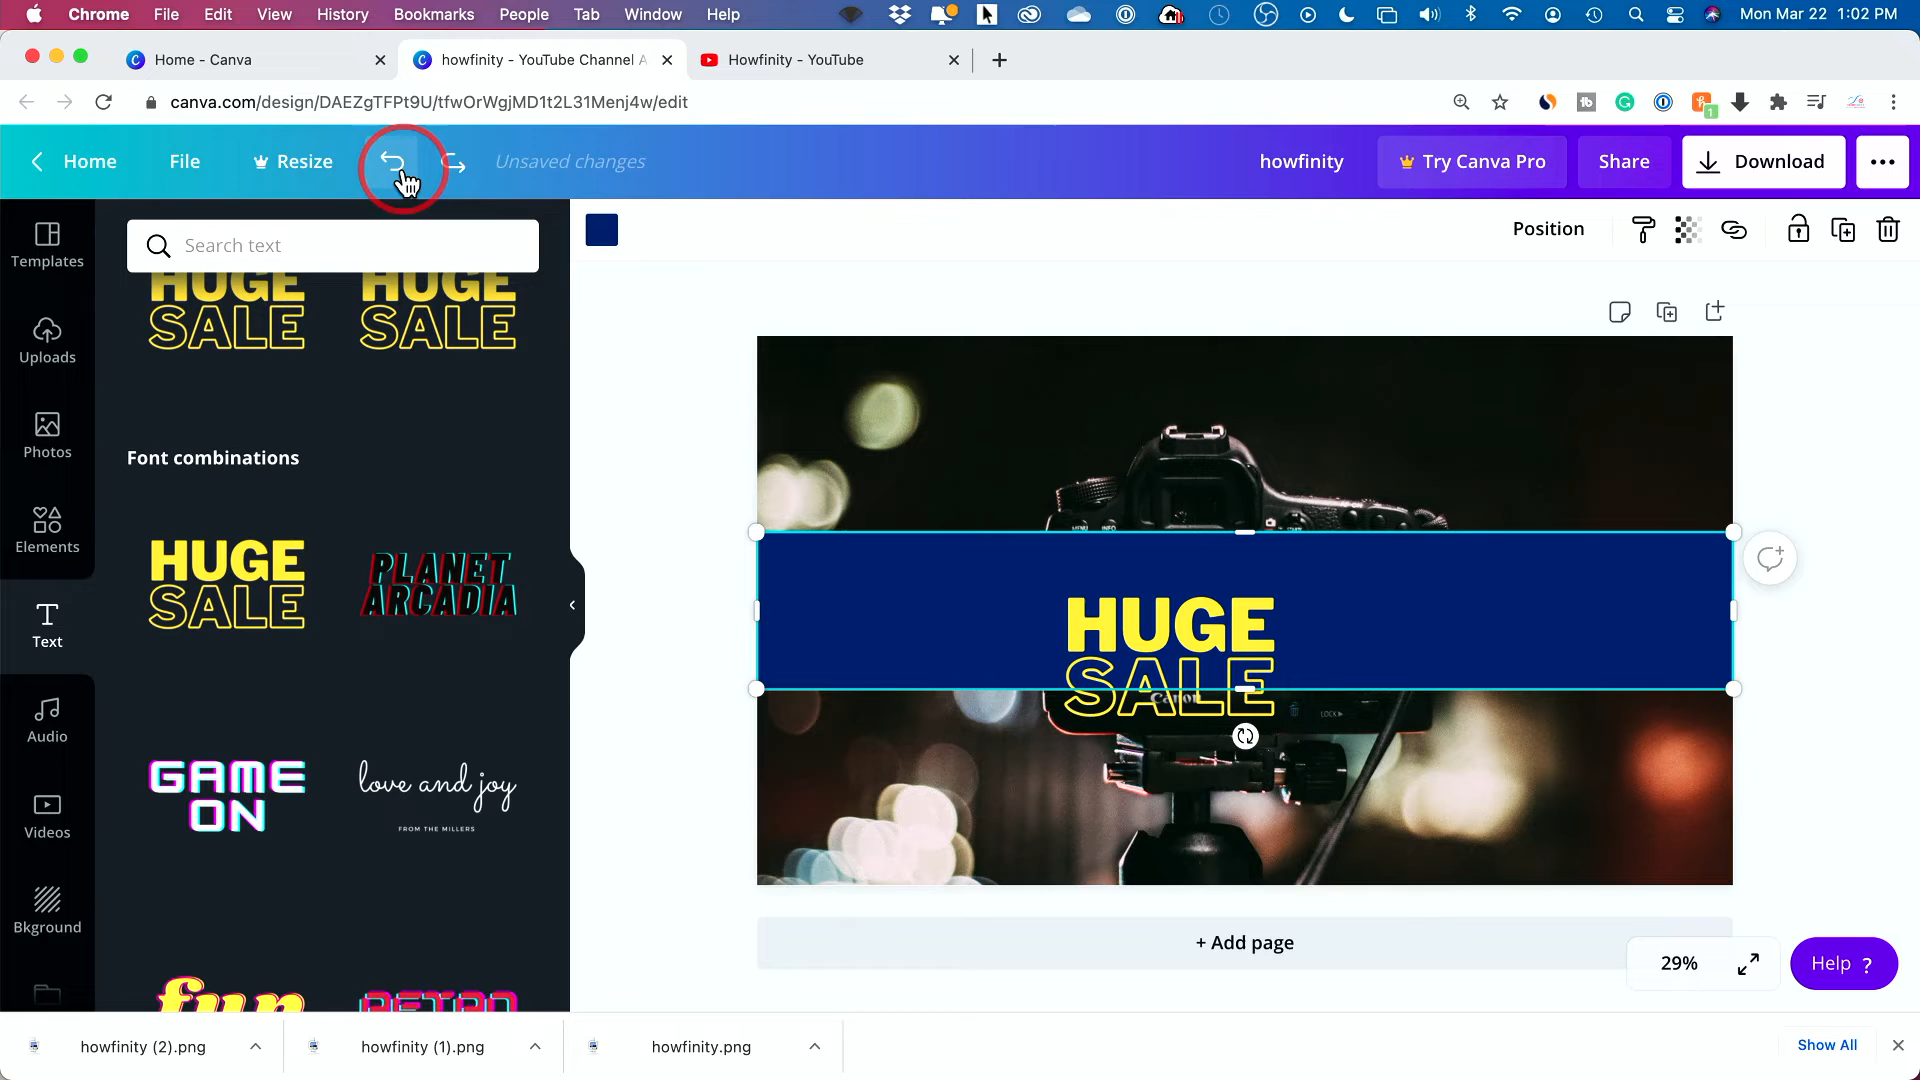 Chrome File Edit View History Bookmarks People Tab Window Help Mon Mar 22 1:02 PM
Home - Canva howfinity - YouTube Channel A Howfinity - YouTube
canva.com/design/DAEZgTFPt9U/tfwOrWgjMD1t2L31Menj4w/edit
Home File Resize Unsaved changes howfinity Try Canva Pro Share Download
Templates
Uploads
Photos
Elements
Text
Audio
Videos
Bkground
Search text
Position
HUGE HUGE
SALE SALE
Font combinations
HUGE
SALE
PLANET
ARCADIA
GAME
ON
love and joy
FROM THE MILLERS
fun RETRO
HUGE
SALE
Canon
LOCK
+ Add page
29% Help ?
howfinity (2).png howfinity (1).png howfinity.png Show All